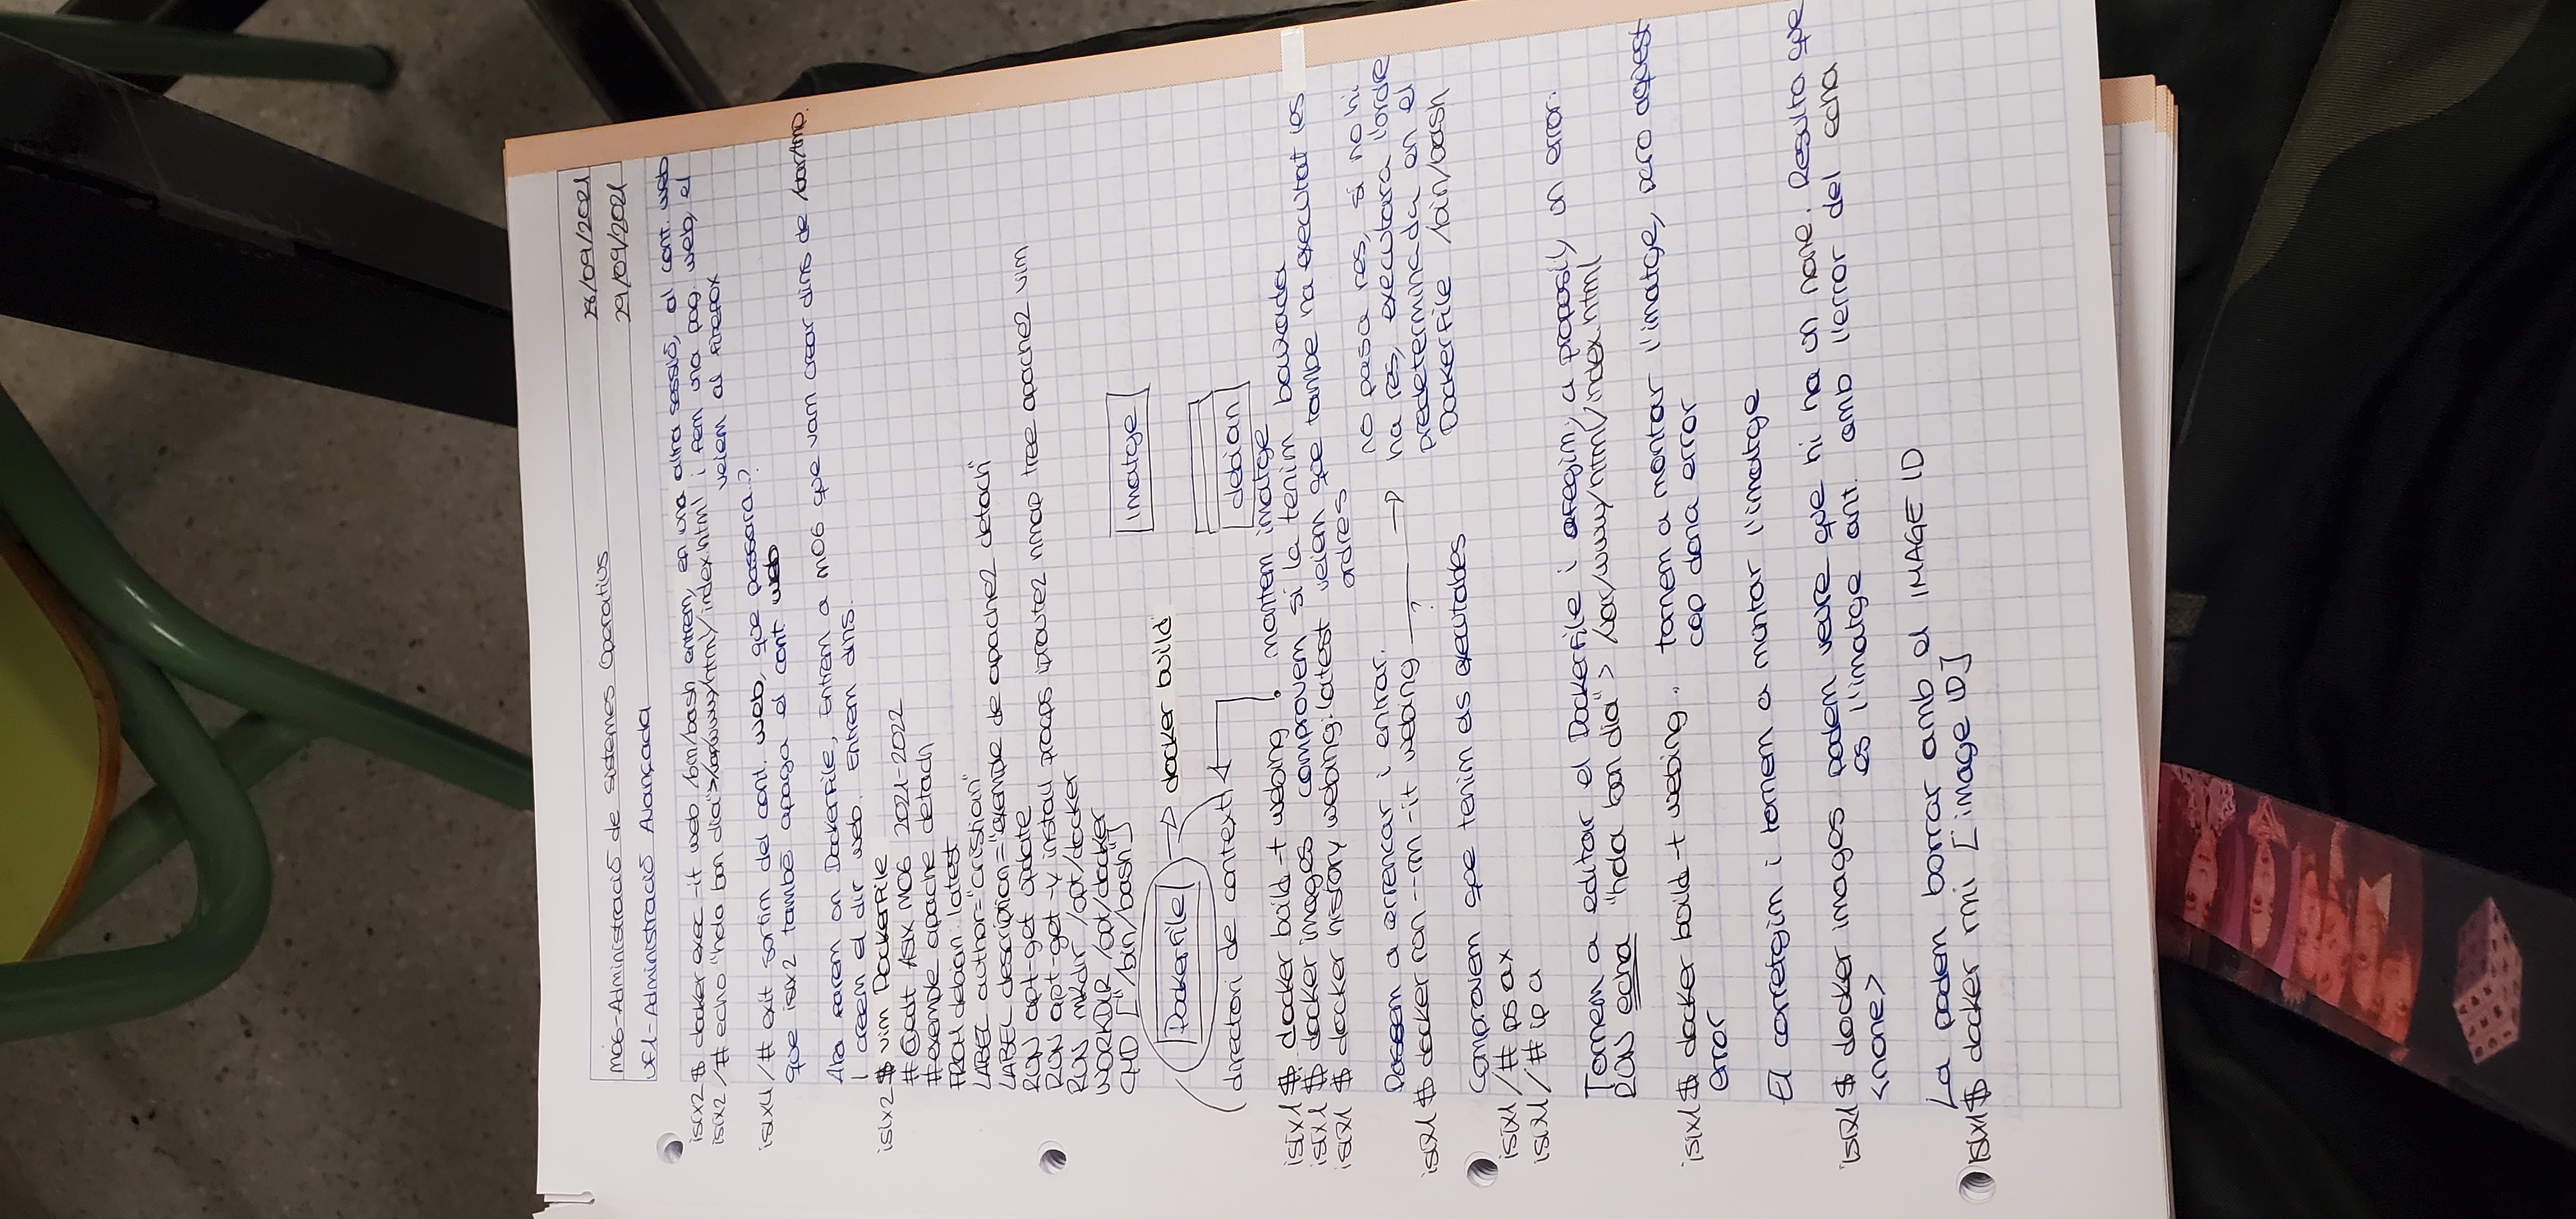 M06-Administració de Sistemes Operatius
28/09/2021
UF1-Administració Avançada
29/09/2021
isix2 $ docker exec -it web /bin/bash entrem, en una altra sessió, al cont. web
isix2 /# echo "hola bon dia">/var/www/html/index.html i fem una pag. web, el
veiem al firefox
isix4 /# exit sortim del cont. web, que passara..?
que isix2 també apaga el cont. web
Ara farem un Dockerfile, Entrem a M06 que vam crear dins de /var/tmp.
I creem el dir web. Entrem dins.
isix2 $ vim Dockerfile
#@edt ASIX M06 2021-2022
#exemple apache detach
FROM debian:latest
LABEL author="Cristian"
LABEL description="exemple de apache2 detach"
RUN apt-get update
RUN apt-get -y install procps iproute2 nmap tree apache2 vim
RUN mkdir /opt/docker
WORKDIR /opt/docker
CMD ["/bin/bash"]
imatge
Dockerfile → docker build
directori de context
debian
isix1 $ docker build -t webing . montem imatge
isix1 $ docker images comprovem si la tenim baixada
isix1 $ docker history webing:latest veiem que tambe ha executat les
ordres
Passem a arrencar i entrar.
isix1 $ docker run --rm -it webing ? →
no pasa res, si no hi
ha res, executara l'ordre
predeterminada en el
Dockerfile /bin/bash
Comprovem que tenim els executables
isix1 /# ps ax
isix1 /# ip a
Tornem a editar el Dockerfile i afegim, a proposit, un error.
RUN echa "hola bon dia" > /var/www/html/index.html
isix1 $ docker build -t webing . tornem a montar l'imatge, pero aquest
error
cop dona error
El corretgim i tornem a muntar l'imatge
isix1 $ docker images podem veure que hi ha un none. Resulta que
<none>
es l'imatge ant. amb l'error del echa
La podem borrar amb el IMAGE ID
isix1 $ docker rmi [image ID]